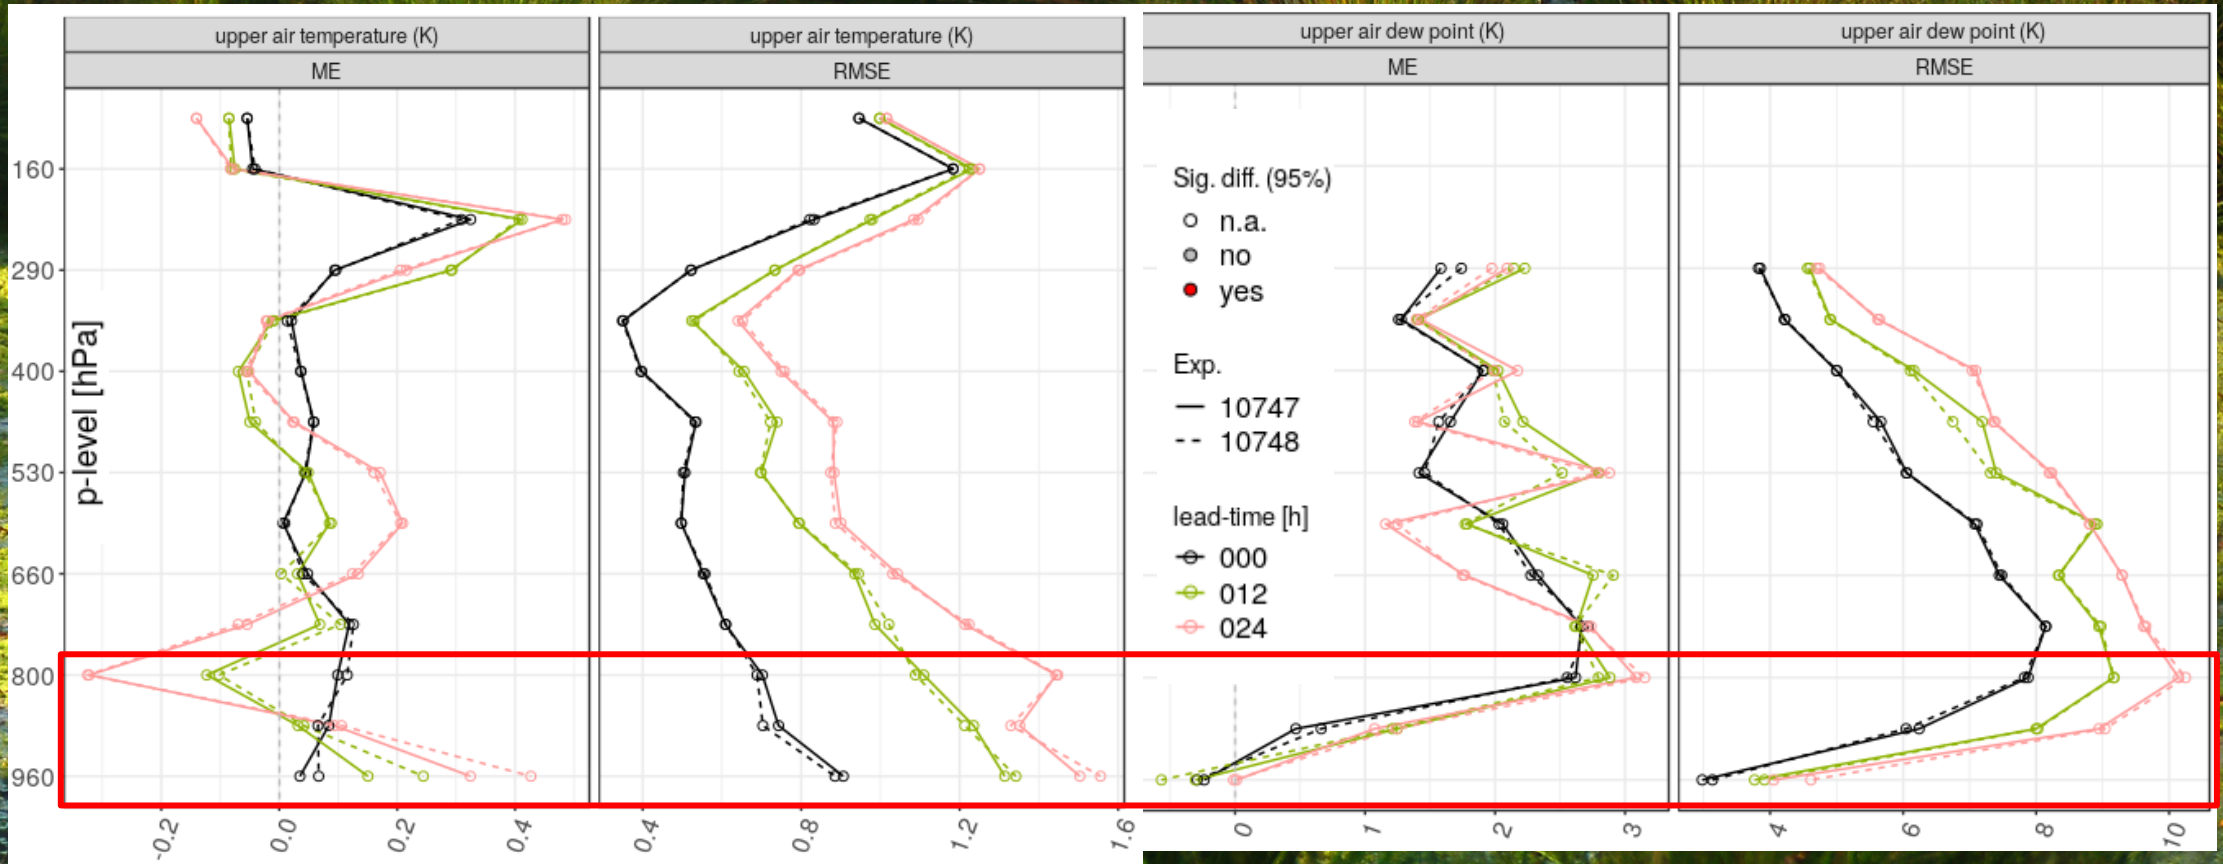 upper air temperature (K)
ME
upper air temperature (K)
RMSE
upper air dew point (K)
ME
upper air dew point (K)
RMSE
p-level [hPa]
160
290
400
530
660
800
960
Sig. diff. (95%)
n.a.
no
yes
Exp.
10747
10748
lead-time [h]
000
012
024
-0.2 0.0 0.2 0.4
0.4 0.8 1.2 1.6
0 1 2 3
4 6 8 10